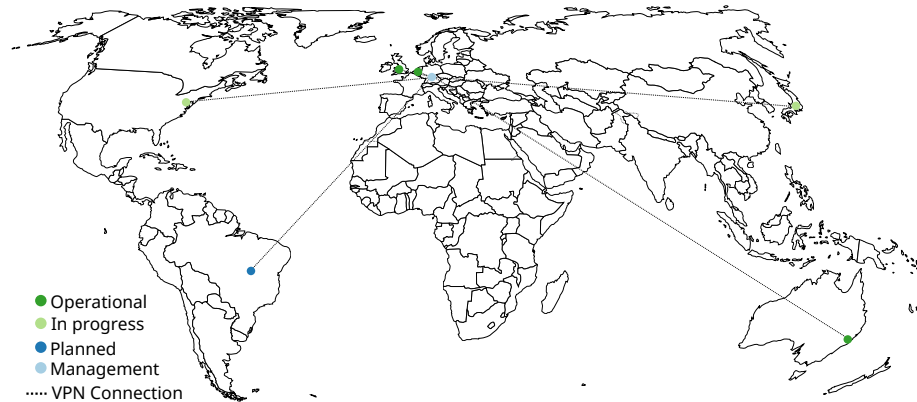 Operational
In progress
Planned
Management
VPN Connection